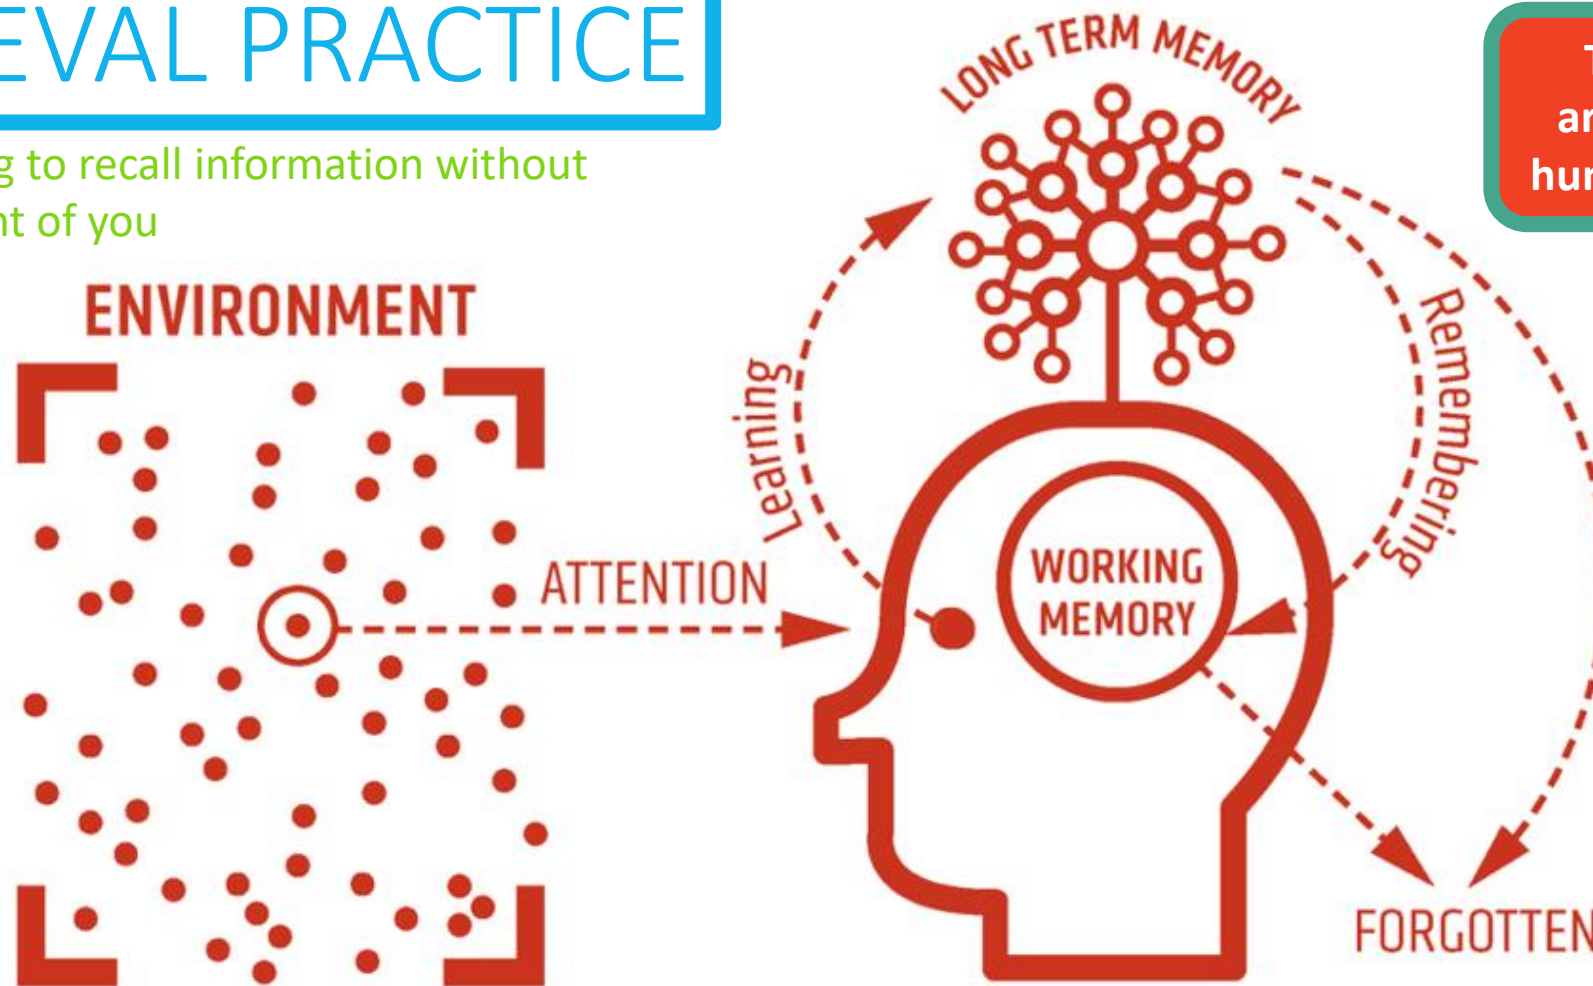 EVAL PRACTICE
g to recall information without
nt of you
LONG TERM MEMORY
ENVIRONMENT
Learning
Remembering
ATTENTION
WORKING
MEMORY
FORGOTTEN
T
ar
hur